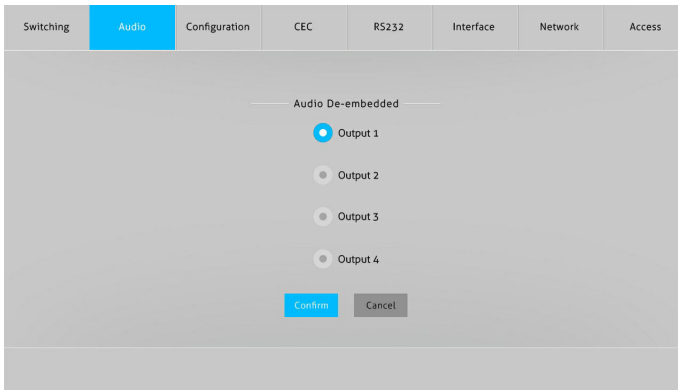 Switching Audio Configuration CEC RS232 Interface Network Access
Audio De-embedded
Output 1
Output 2
Output 3
Output 4
Confirm Cancel